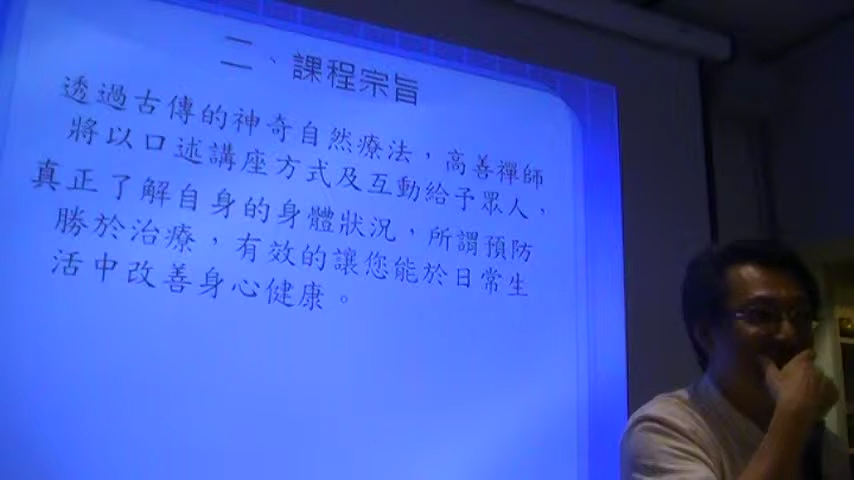 二、課程宗旨
透過古傳的神奇自然療法，高善禪師
將以口述講座方式及互動給予眾人，
真正了解自身的身體狀況，所謂預防
勝於治療，有效的讓您能於日常生
活中改善身心健康。